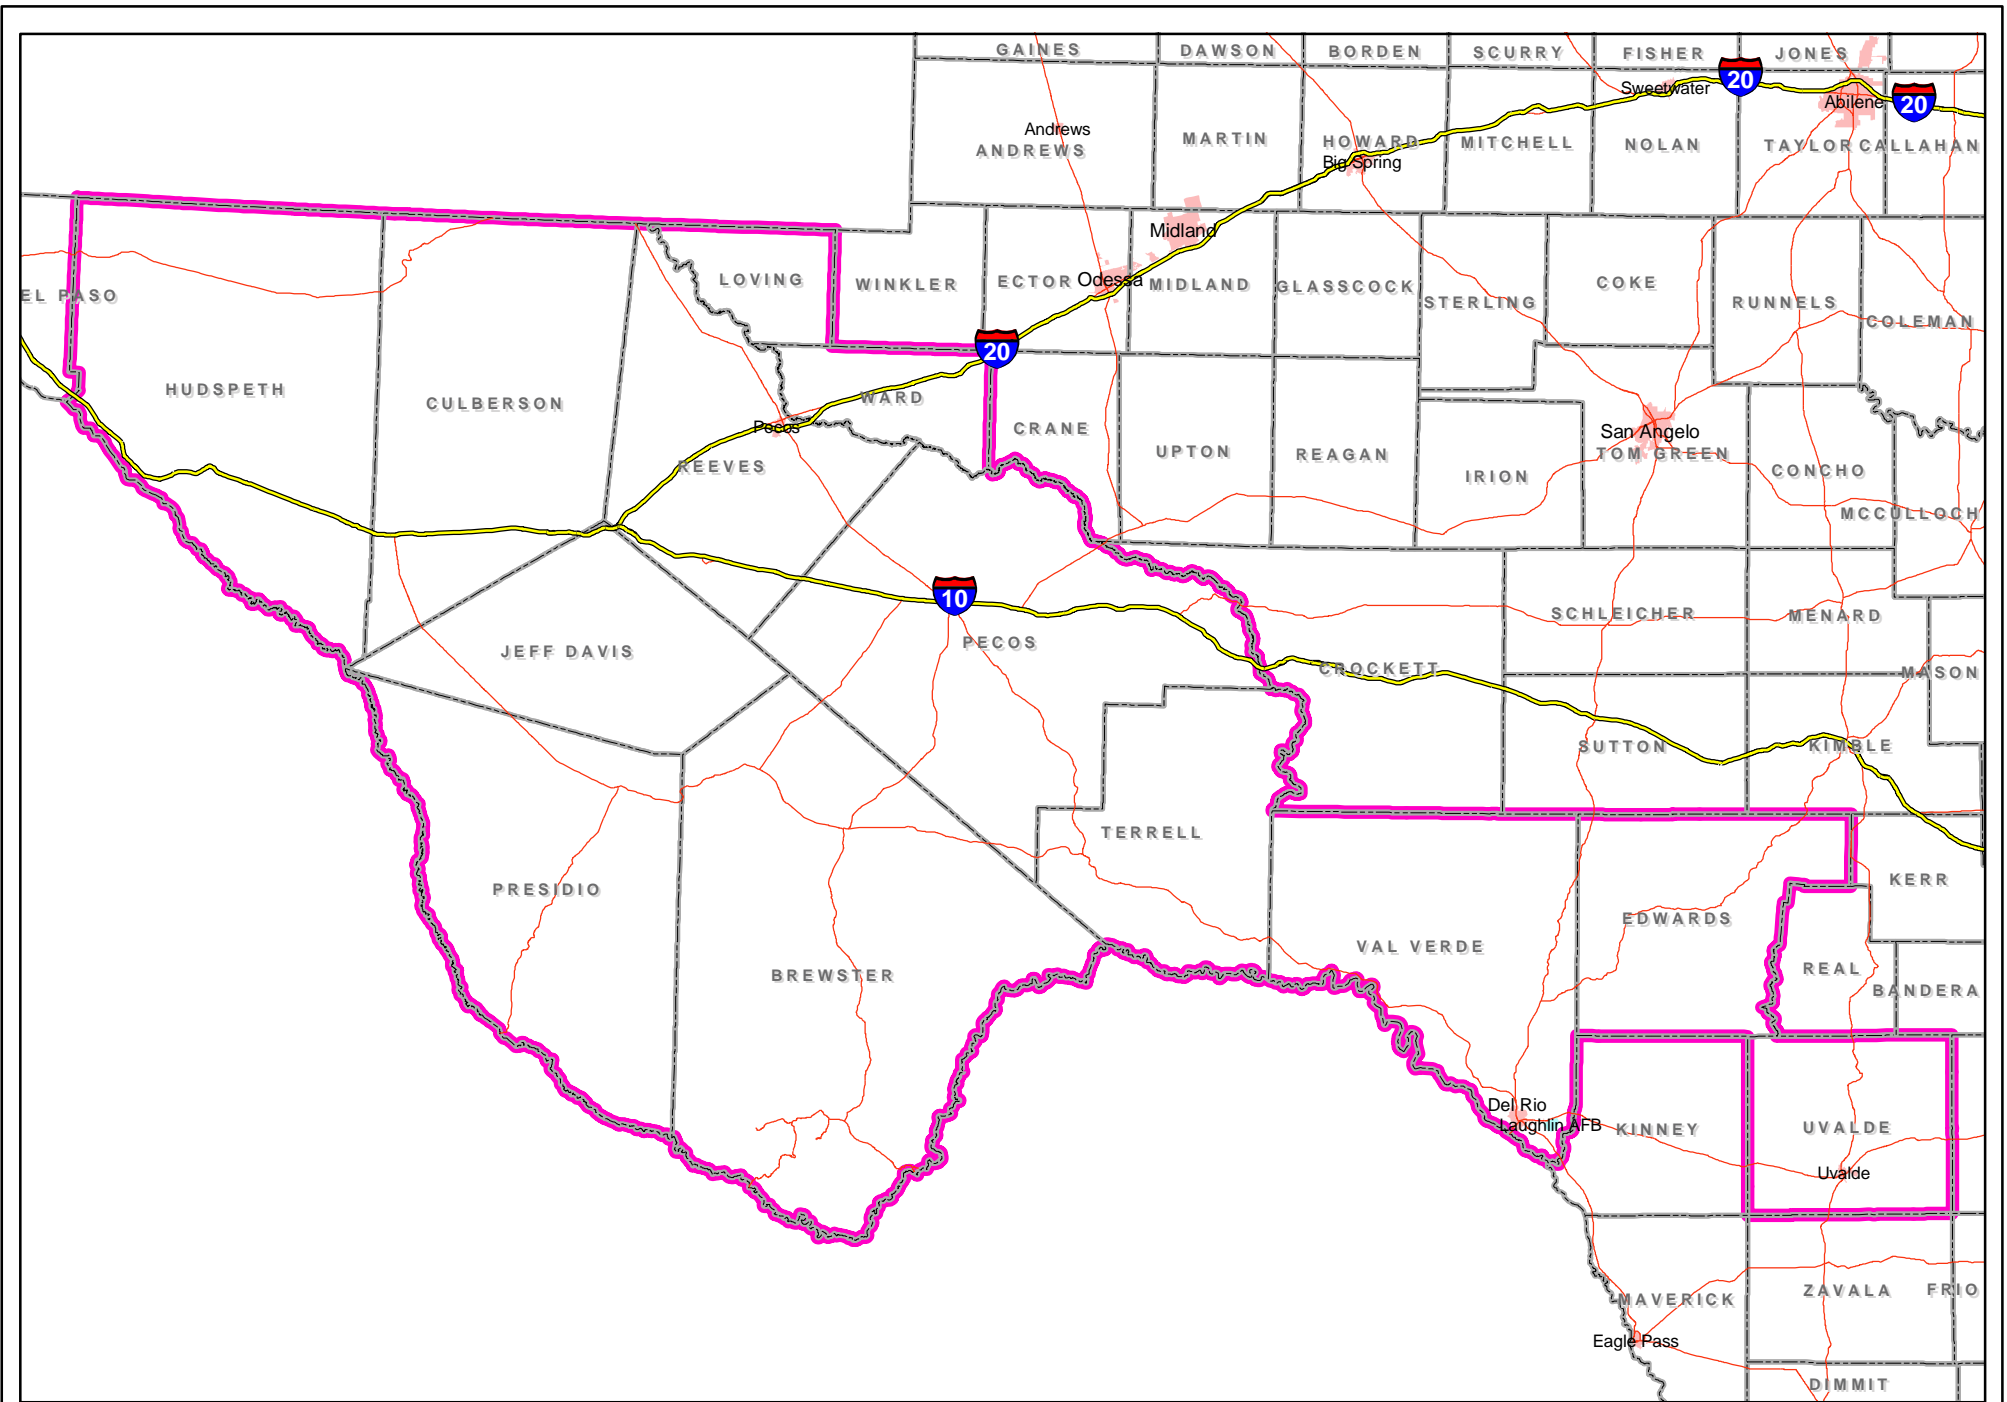 GAINES
DAWSON
BORDEN
SCURRY
FISHER
JONES
20
Sweetwater
Abilene
20
Andrews
ANDREWS
MARTIN
HOWARD
Big Spring
MITCHELL
NOLAN
TAYLOR
CALLAHAN
Midland
EL PASO
LOVING
WINKLER
ECTOR
Odessa
MIDLAND
GLASSCOCK
STERLING
COKE
RUNNELS
COLEMAN
20
HUDSPETH
CULBERSON
WARD
Pecos
REEVES
CRANE
UPTON
REAGAN
IRION
San Angelo
TOM GREEN
CONCHO
MCCULLOCH
10
PECOS
JEFF DAVIS
SCHLEICHER
MENARD
CROCKETT
MASON
SUTTON
KIMBLE
TERRELL
PRESIDIO
KERR
EDWARDS
VAL VERDE
BREWSTER
REAL
BANDERA
Del Rio
Laughlin AFB
KINNEY
UVALDE
Uvalde
MAVERICK
ZAVALA
FRIO
Eagle Pass
DIMMIT